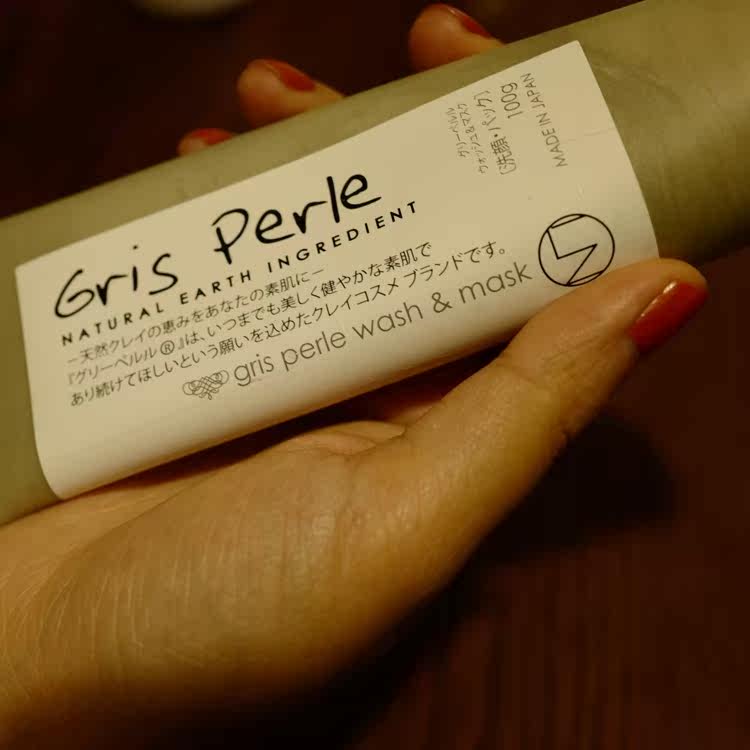 Gris Perle
NATURAL EARTH INGREDIENT
－天然クレイの恵みをあなたの素肌に－
『グリーペルル®』は、いつまでも美しく健やかな素肌で
あり続けてほしいという願いを込めたクレイコスメブランドです。
gris perle wash & mask
グリーペルル
ウォッシュ&マスク
[洗顔・パック]
100g
MADE IN JAPAN